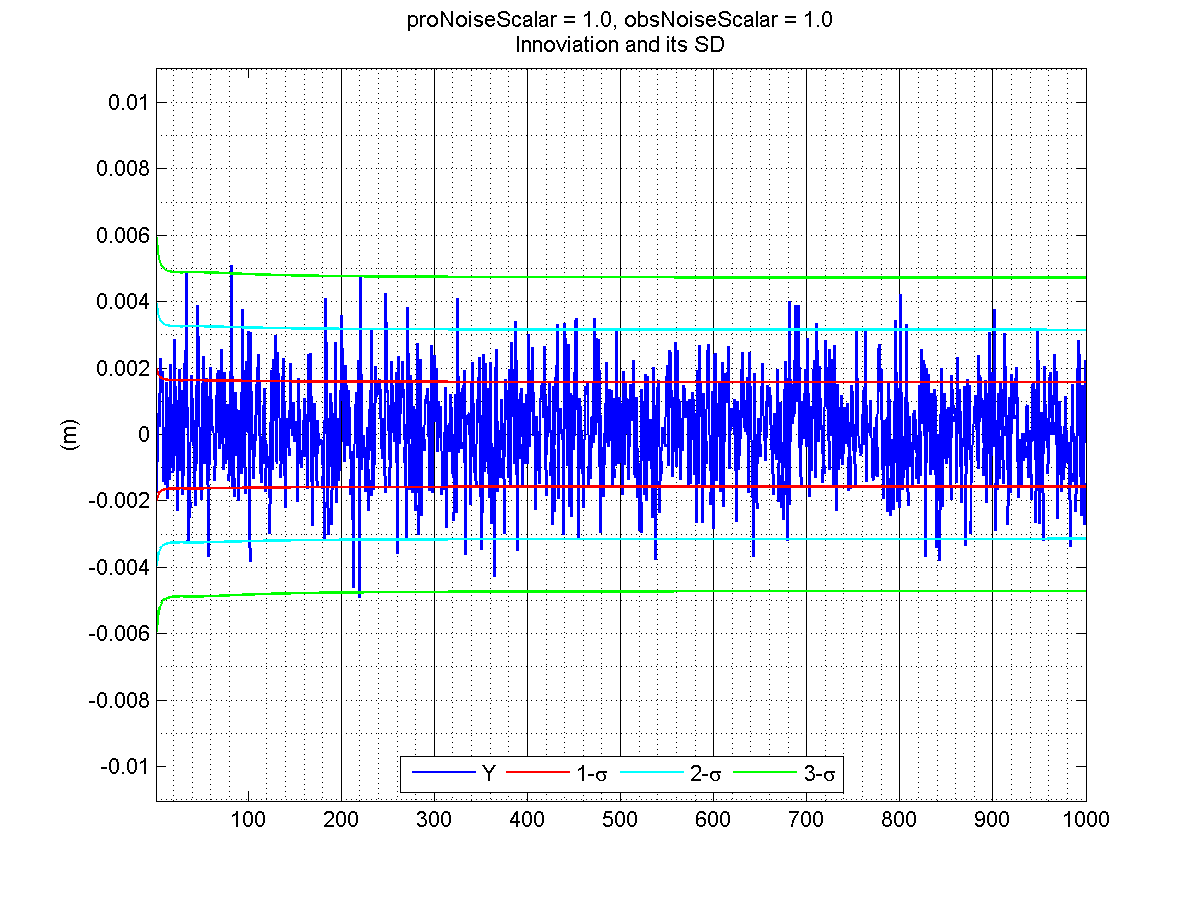 proNoiseScalar = 1.0, obsNoiseScalar = 1.0
Innoviation and its SD
0.01
0.008
0.006
0.004
0.002
0
-0.002
-0.004
-0.006
-0.008
-0.01
(m)
Y 1-σ 2-σ 3-σ
100 200 300 400 500 600 700 800 900 1000